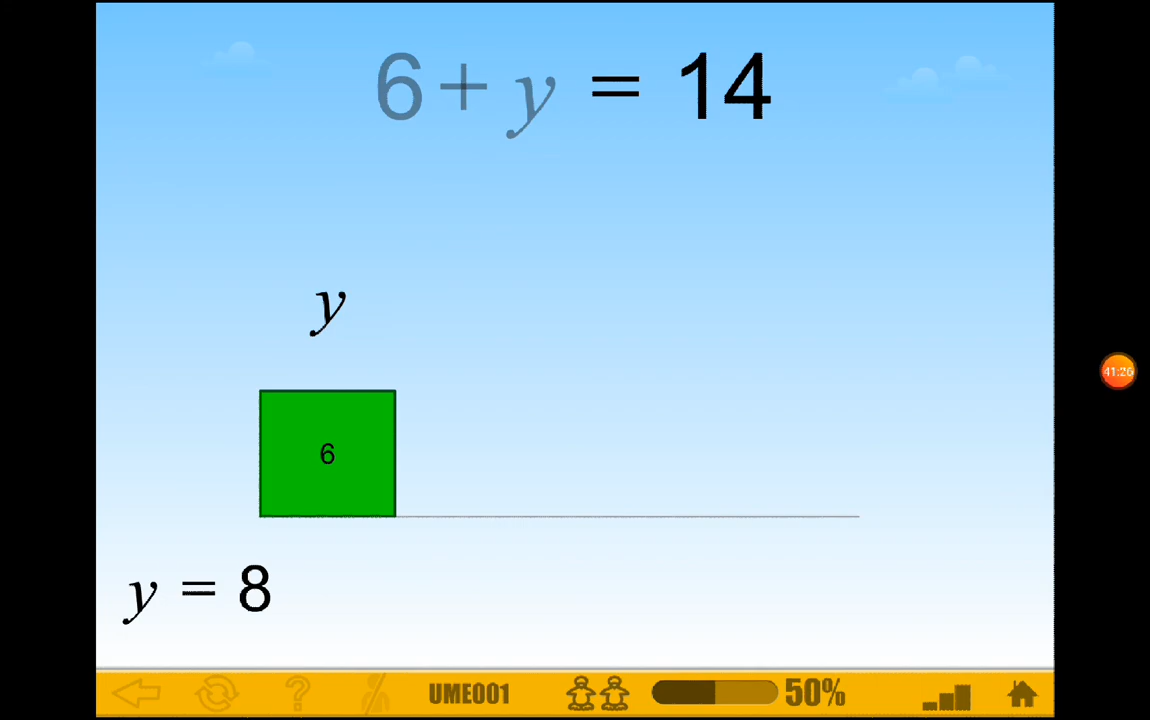 6 + y = 14
y
6
y = 8
41:26
? UME001 50%